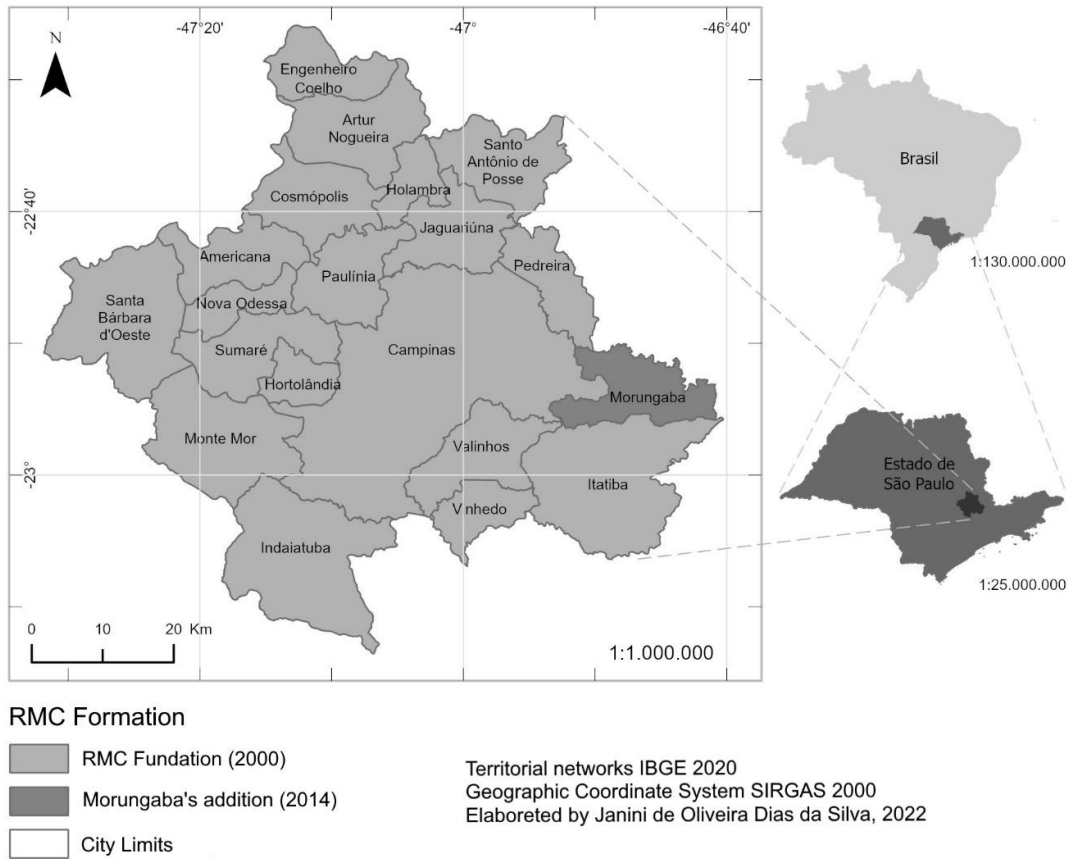 -47°20'
-47°
-46°40'
N
Engenheiro
Coelho
Artur
Nogueira
Santo
Antônio de
Posse
Holambra
Cosmópolis
-22°40'
Jaguariúna
Americana
Pedreira
Paulínia
Santa
Bárbara
d'Oeste
Nova Odessa
Sumaré
Campinas
Hortolândia
Morungaba
Monte Mor
Valinhos
-23°
Itatiba
Vinhedo
Indaiatuba
0 10 20 Km
1:1.000.000
Brasil
1:130.000.000
Estado de
São Paulo
1:25.000.000
RMC Formation
RMC Fundation (2000)
Morungaba's addition (2014)
City Limits
Territorial networks IBGE 2020
Geographic Coordinate System SIRGAS 2000
Elaboreted by Janini de Oliveira Dias da Silva, 2022